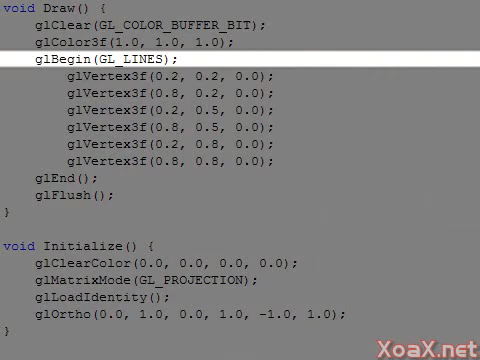 void Draw() {
glClear(GL_COLOR_BUFFER_BIT);
glColor3f(1.0, 1.0, 1.0);
glBegin(GL_LINES);
glVertex3f(0.2, 0.2, 0.0);
glVertex3f(0.8, 0.2, 0.0);
glVertex3f(0.2, 0.5, 0.0);
glVertex3f(0.8, 0.5, 0.0);
glVertex3f(0.2, 0.8, 0.0);
glVertex3f(0.8, 0.8, 0.0);
glEnd();
glFlush();
}
void Initialize() {
glClearColor(0.0, 0.0, 0.0, 0.0);
glMatrixMode(GL_PROJECTION);
glLoadIdentity();
glOrtho(0.0, 1.0, 0.0, 1.0, -1.0, 1.0);
}
XoaX.net